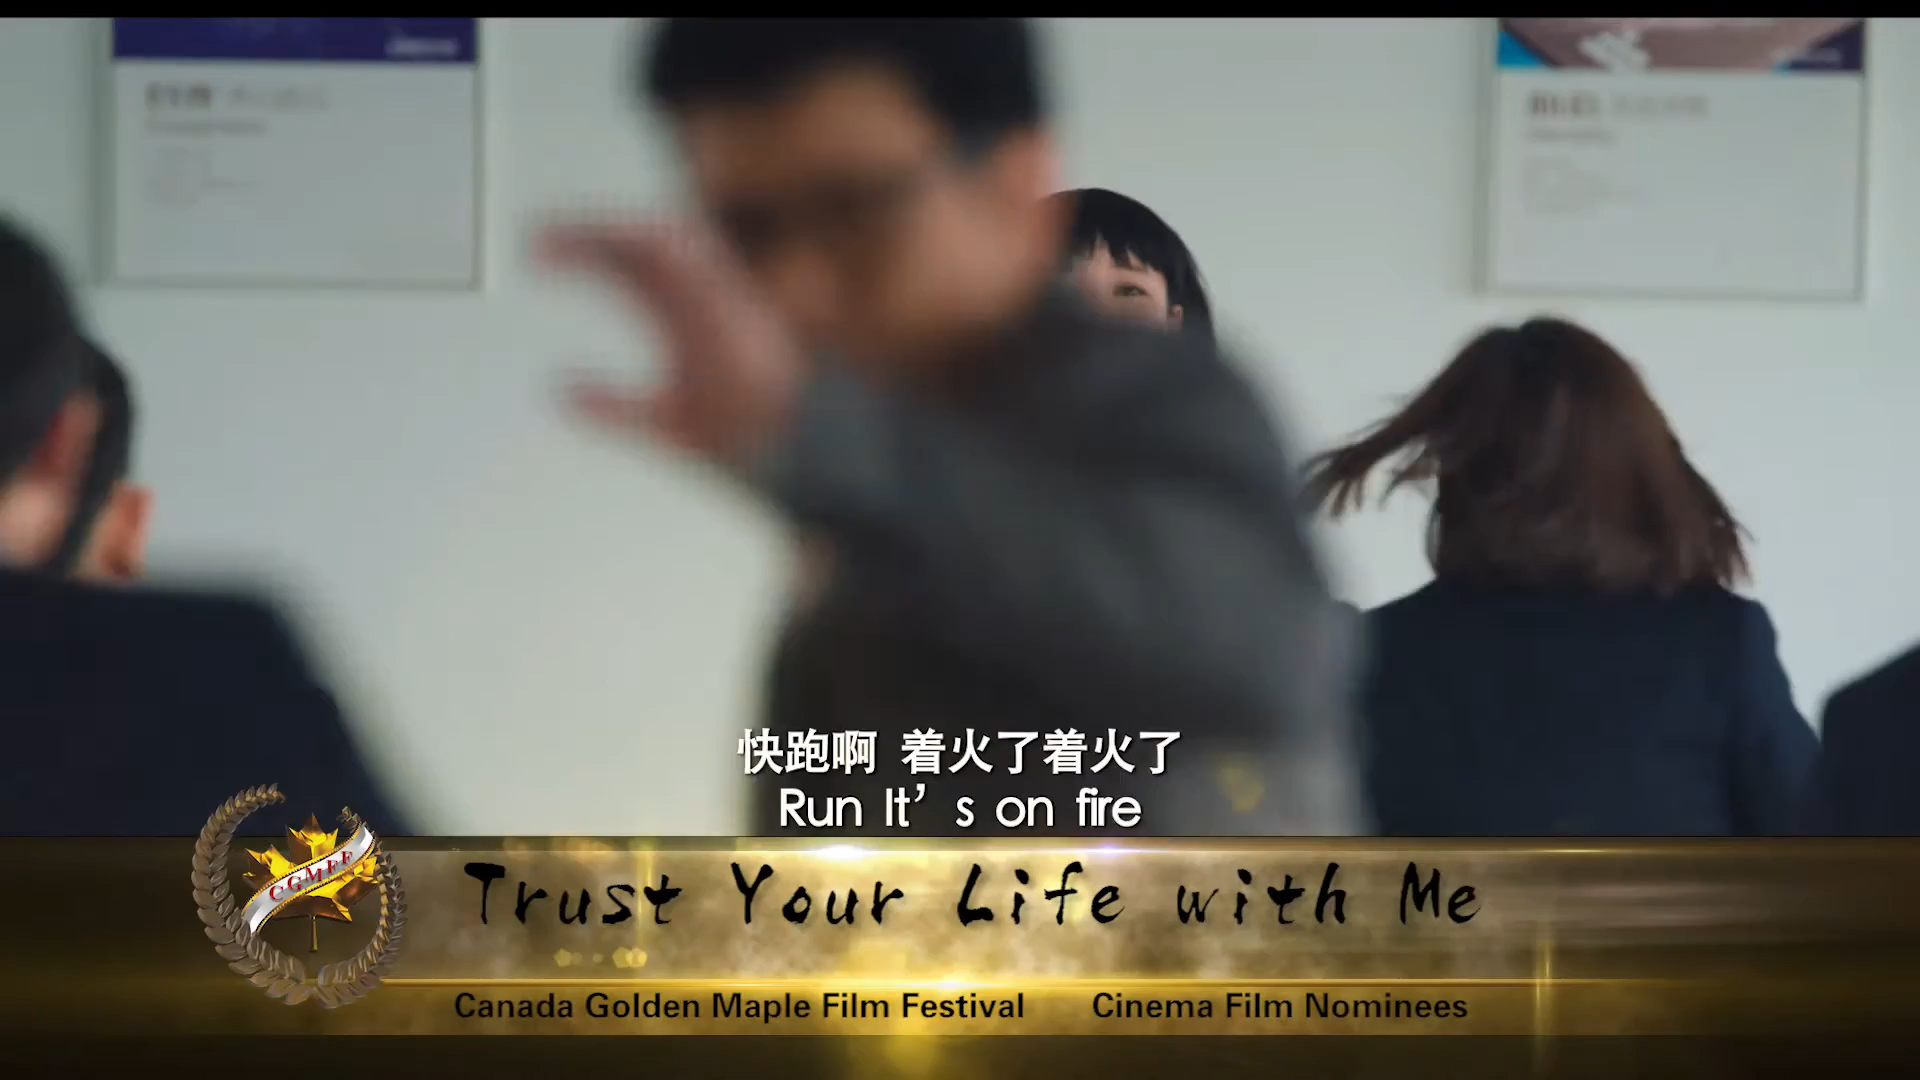 快跑啊 着火了着火了
Run It’s on fire
CGMFF
Trust Your Life with Me
Canada Golden Maple Film Festival Cinema Film Nominees